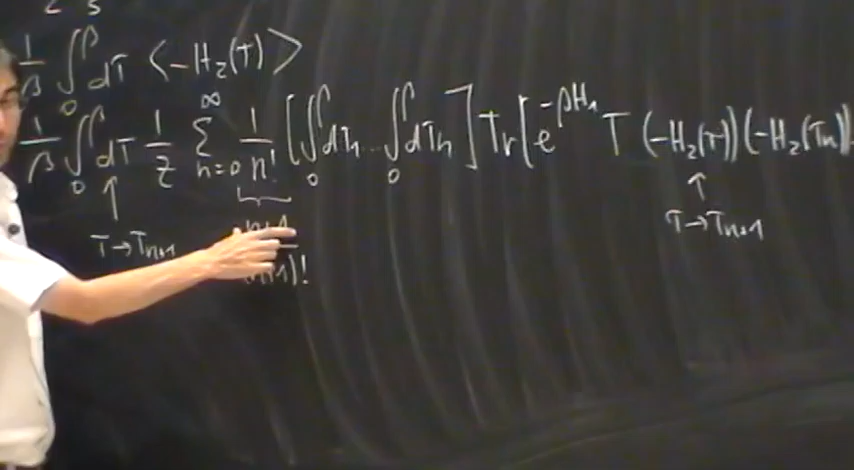 1/β ∫₀^β dτ ⟨-H₂(τ)⟩
1/β ∫₀^β dτ 1/Z ∑_{n=0}^∞ 1/n! [∫₀^β dτ₁ ... ∫₀^β dτₙ] Tr[e^{-βH₁} T (-H₂(τ))(-H₂(τₙ))
↑ ↑
τ→τₙ₊₁ n+1 τ→τₙ₊₁
(n+1)!